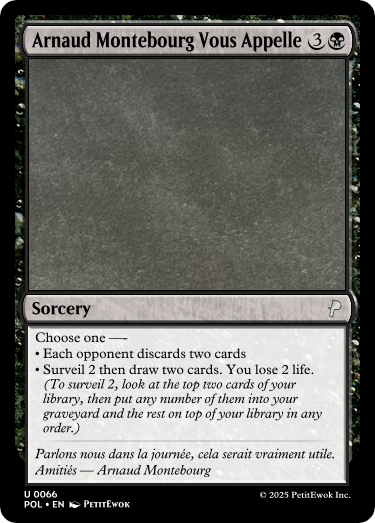 Arnaud Montebourg Vous Appelle 3
Sorcery
Choose one —-
• Each opponent discards two cards
• Surveil 2 then draw two cards. You lose 2 life.
(To surveil 2, look at the top two cards of your
library, then put any number of them into your
graveyard and the rest on top of your library in any
order.)
Parlons nous dans la journée, cela serait vraiment utile.
Amitiés — Arnaud Montebourg
U 0066
POL • EN PetitEwok
© 2025 PetitEwok Inc.